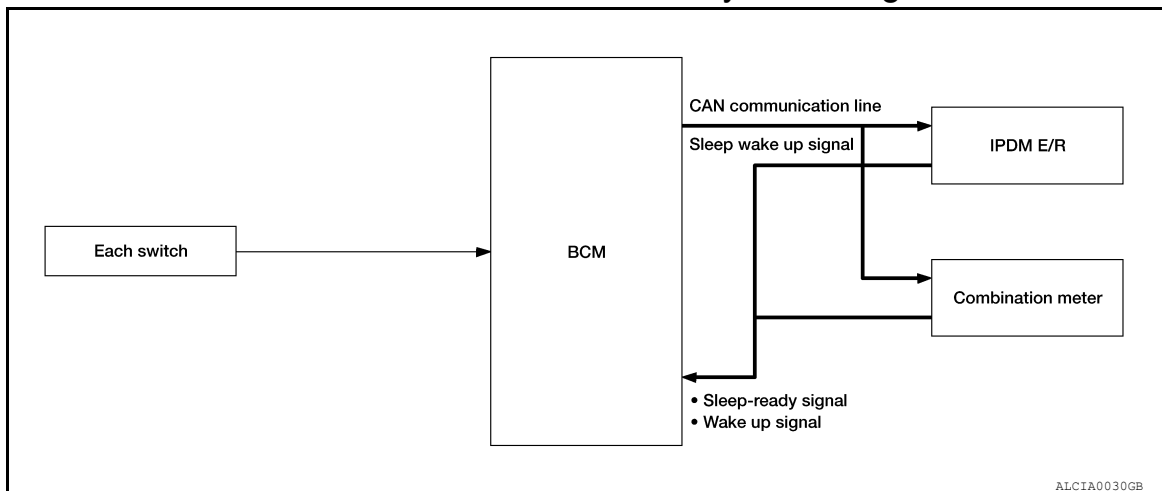 CAN communication line
Sleep wake up signal
IPDM E/R
Each switch
BCM
Combination meter
• Sleep-ready signal
• Wake up signal
ALCIA0030GB